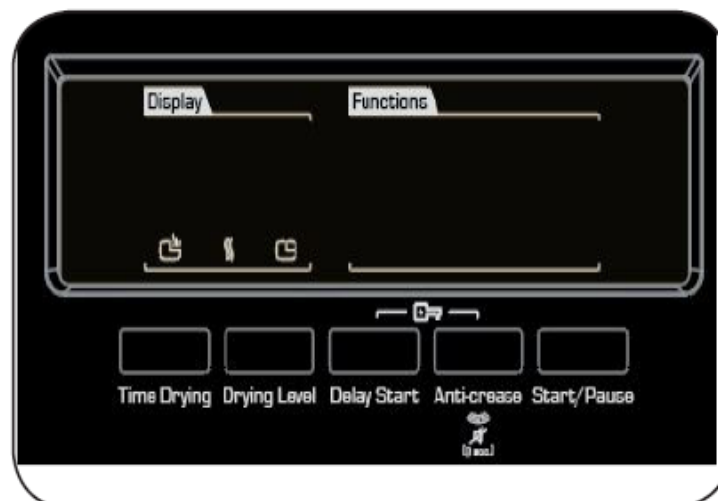 Display Functions
Time Drying Drying Level Delay Start Anti-crease Start/Pause